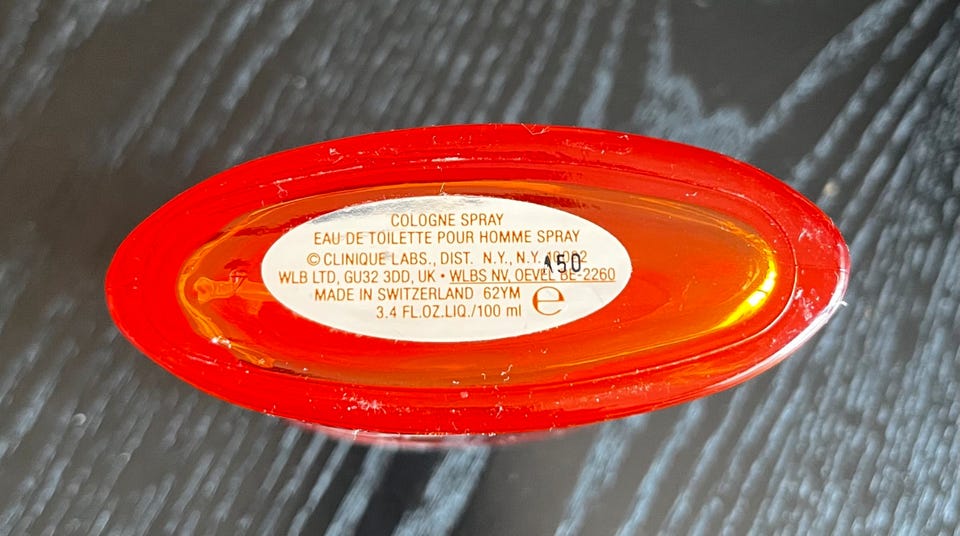 COLOGNE SPRAY
EAU DE TOILETTE POUR HOMME SPRAY
© CLINIQUE LABS., DIST. N.Y., N.Y.
WLB LTD, GU32 3DD, UK • WLBS NV, OEVEL BE-2260
A50
MADE IN SWITZERLAND 62YM ℮
3.4 FL.OZ.LIQ./100 ml